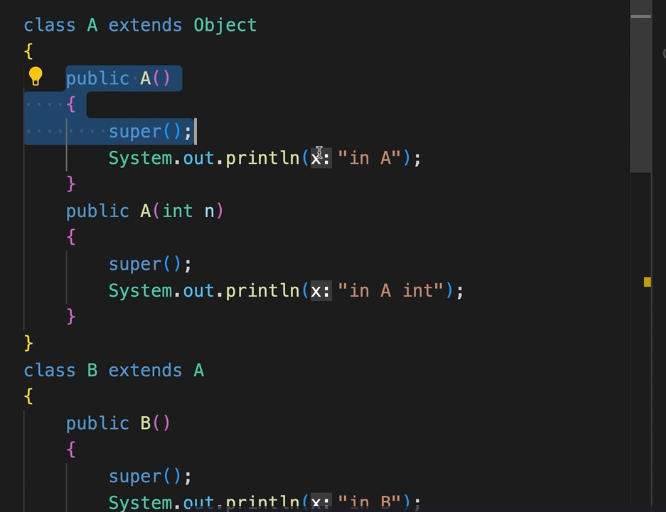 class A extends Object
{
public A()
{
super();
System.out.println(x: "in A");
}
public A(int n)
{
super();
System.out.println(x: "in A int");
}
}
class B extends A
{
public B()
{
super();
System.out.println(x: "in B");